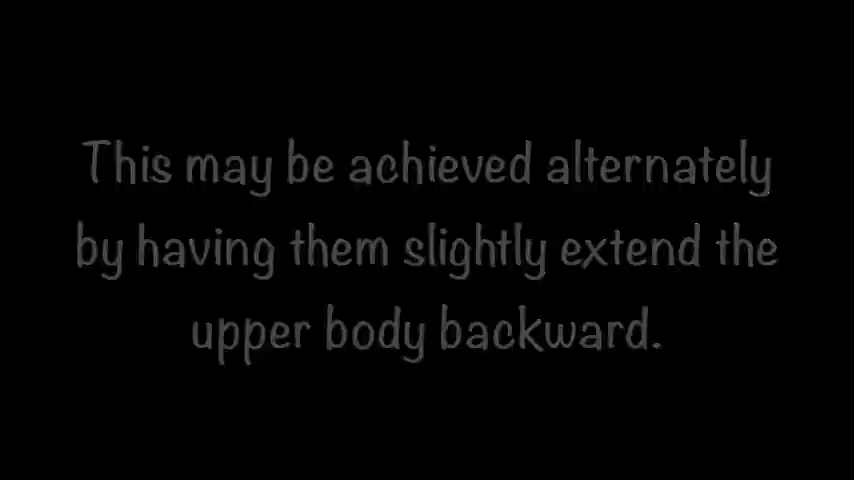 This may be achieved alternately
by having them slightly extend the
upper body backward.